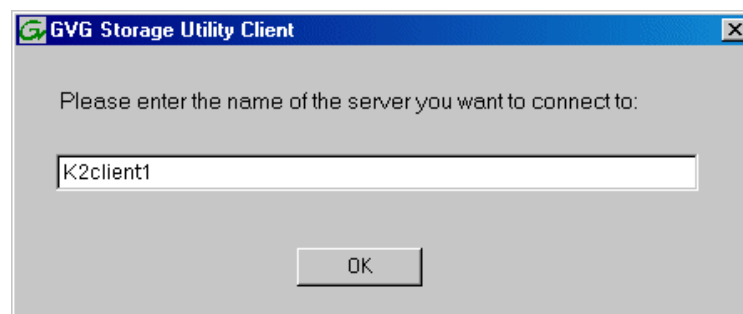 GVG Storage Utility Client
Please enter the name of the server you want to connect to:
K2client1
OK